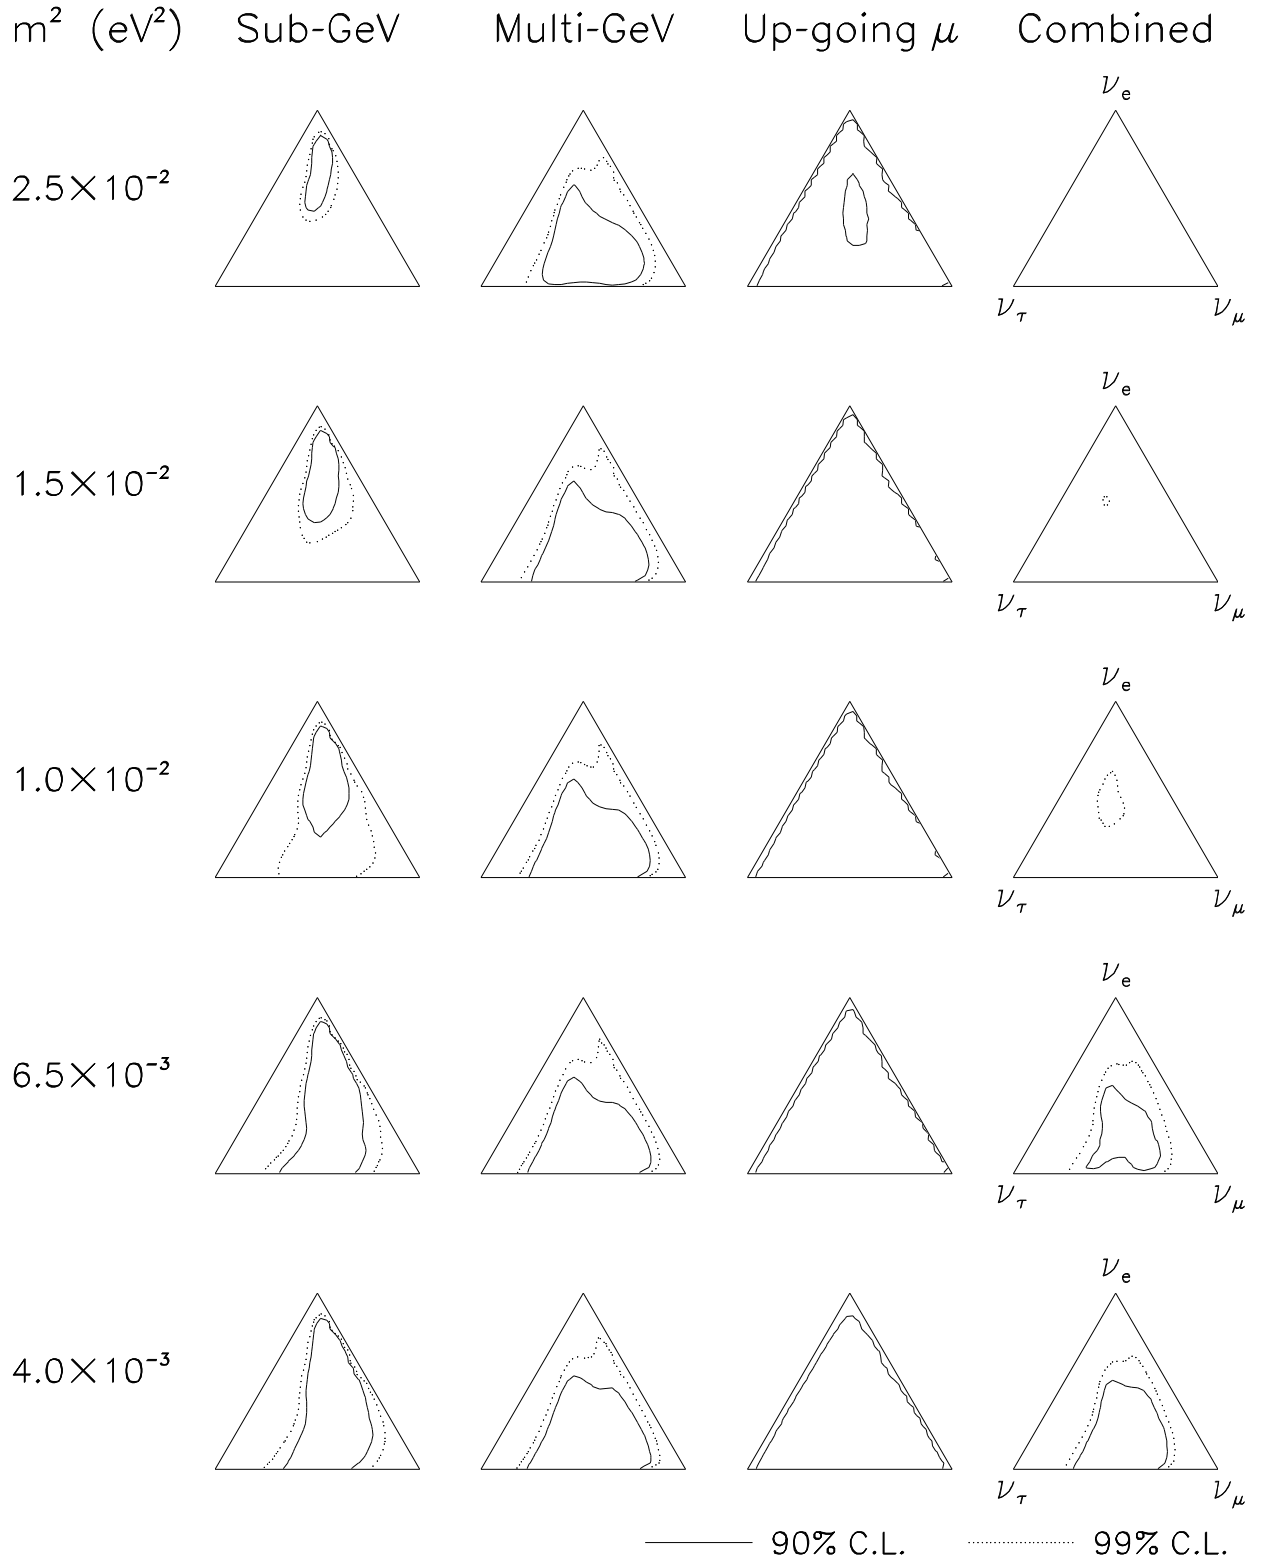 m² (eV²) Sub-GeV Multi-GeV Up-going μ Combined
ν_e
2.5×10⁻²
ν_τ ν_μ
ν_e
1.5×10⁻²
ν_τ ν_μ
ν_e
1.0×10⁻²
ν_τ ν_μ
ν_e
6.5×10⁻³
ν_τ ν_μ
ν_e
4.0×10⁻³
ν_τ ν_μ
90% C.L. 99% C.L.